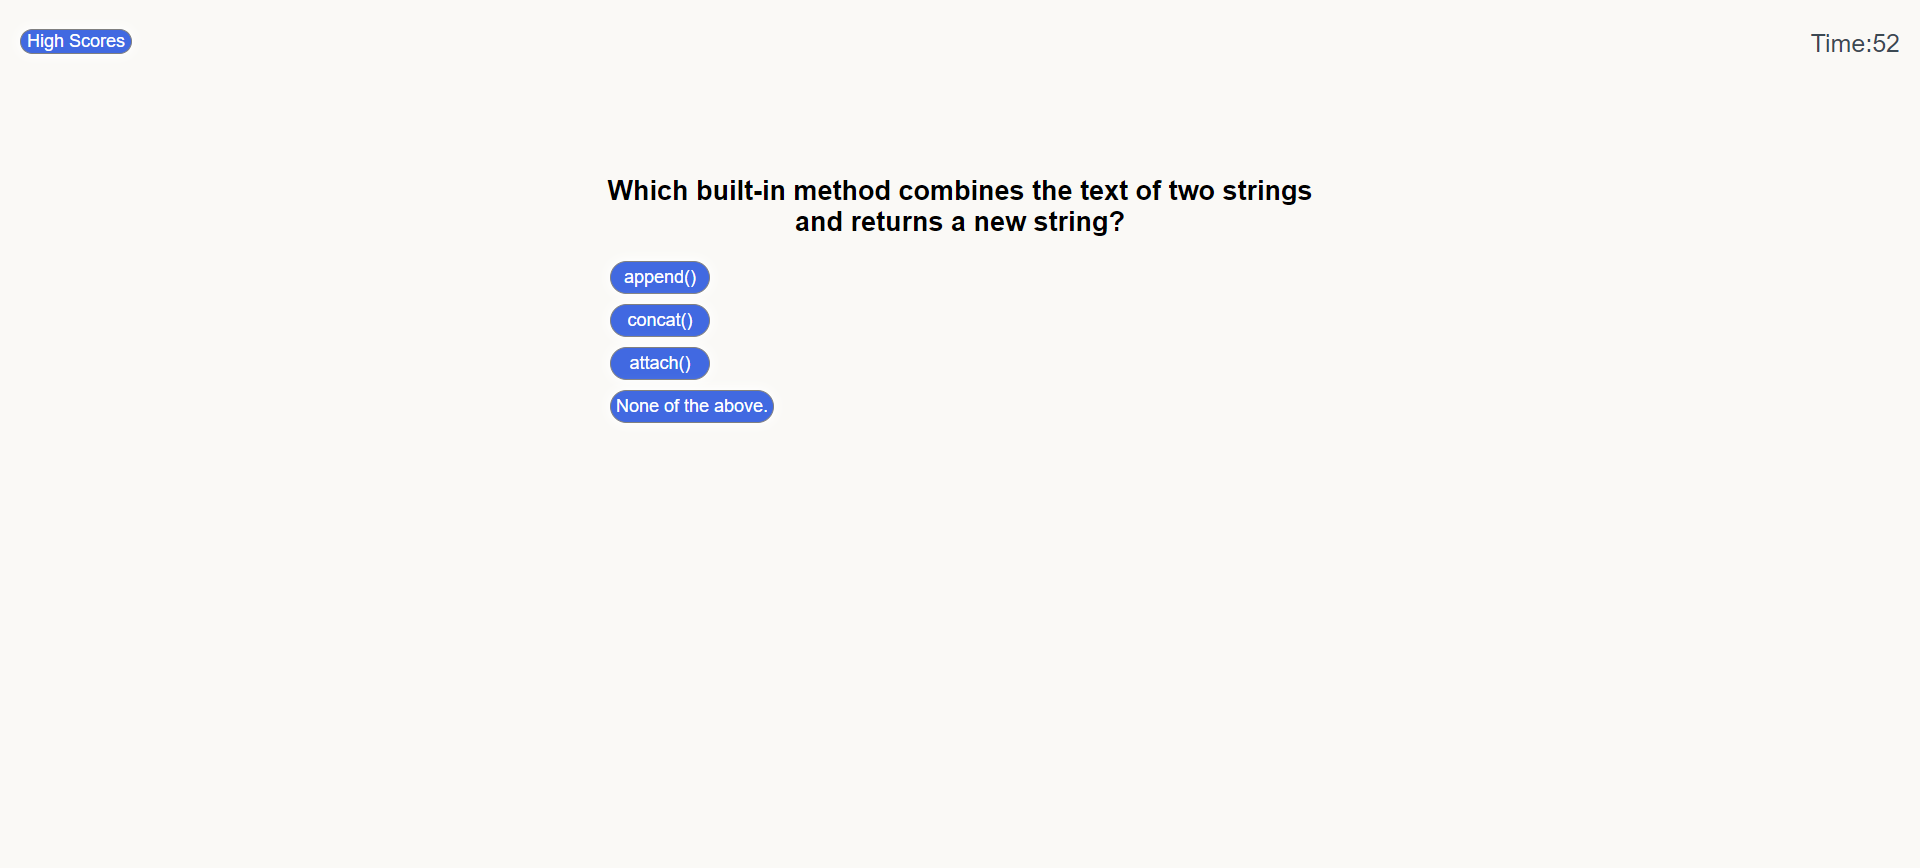 High Scores
Time:52
Which built-in method combines the text of two strings
and returns a new string?
append()
concat()
attach()
None of the above.